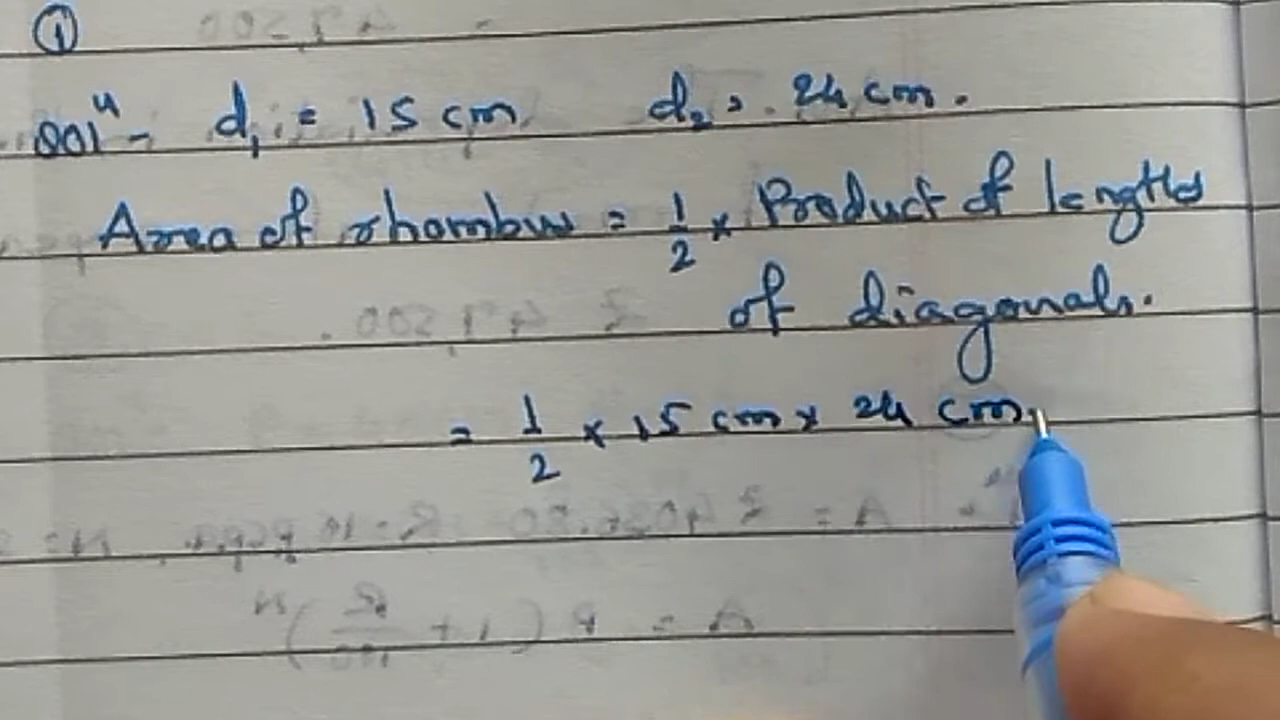 ①
Solⁿ - d₁ = 15 cm d₂ = 24 cm.
Area of rhombus = 1/2 × Product of lengths
of diagonals.
= 1/2 × 15 cm × 24 cm